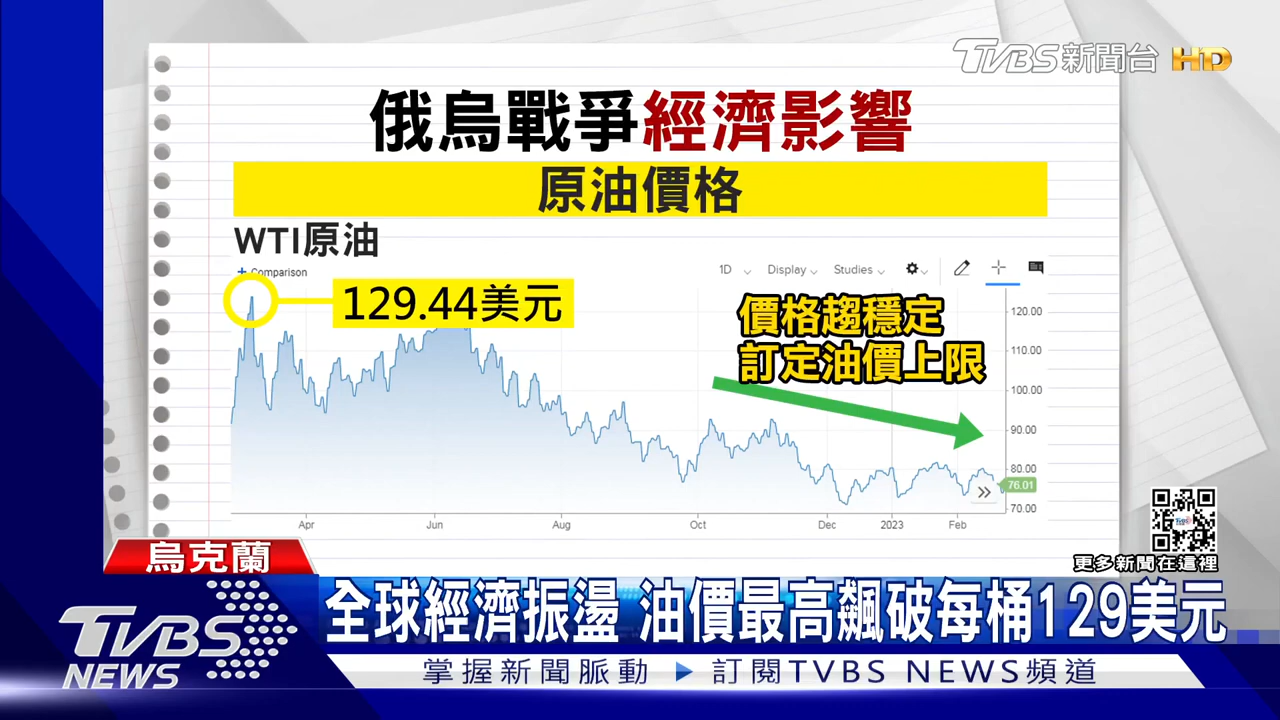 TVBS新聞台 HD
俄烏戰爭經濟影響
原油價格
WTI原油
+ Comparison
1D Display Studies
129.44美元
價格趨穩定
訂定油價上限
120.00
110.00
100.00
90.00
80.00
76.01
70.00
Apr Jun Aug Oct Dec 2023 Feb
更多新聞在這裡
烏克蘭
全球經濟振盪 油價最高飆破每桶129美元
TVBS NEWS
掌握新聞脈動 ▶ 訂閱TVBS NEWS頻道